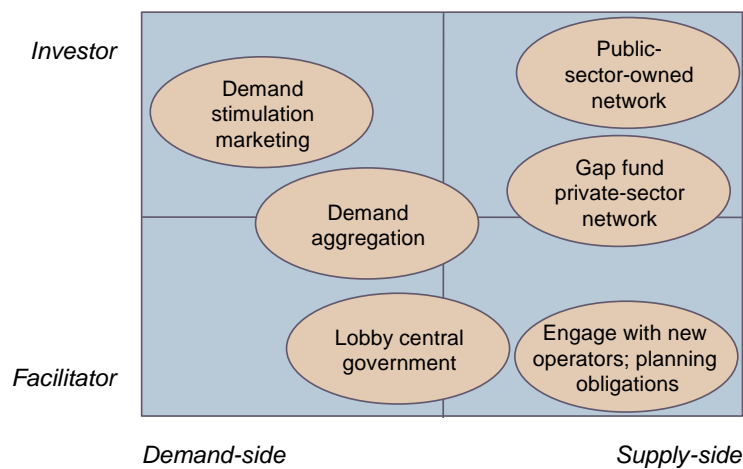 Investor
Demand
stimulation
marketing
Public-
sector-owned
network
Gap fund
private-sector
network
Demand
aggregation
Lobby central
government
Engage with new
operators; planning
obligations
Facilitator
Demand-side
Supply-side